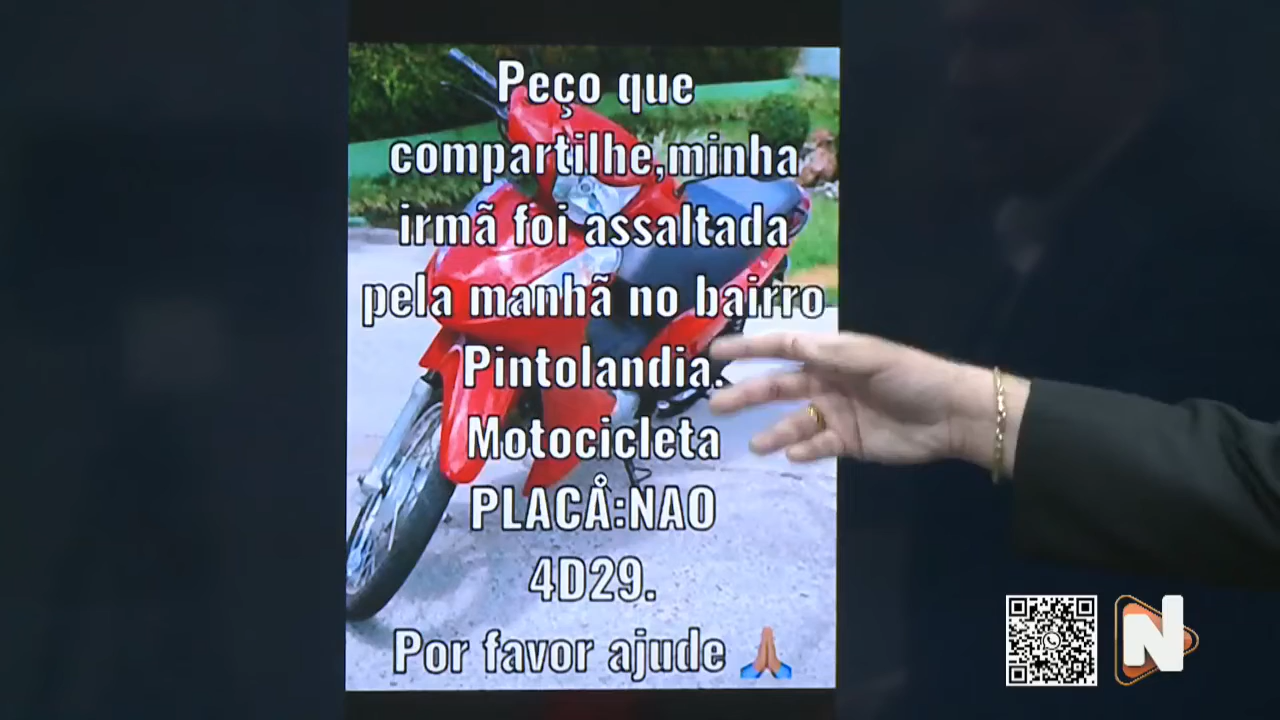 Peço que
compartilhe,minha
irmã foi assaltada
pela manhã no bairro
Pintolandia.
Motocicleta
PLACÅ:NAO
4D29.
Por favor ajude 🙏🏽
N